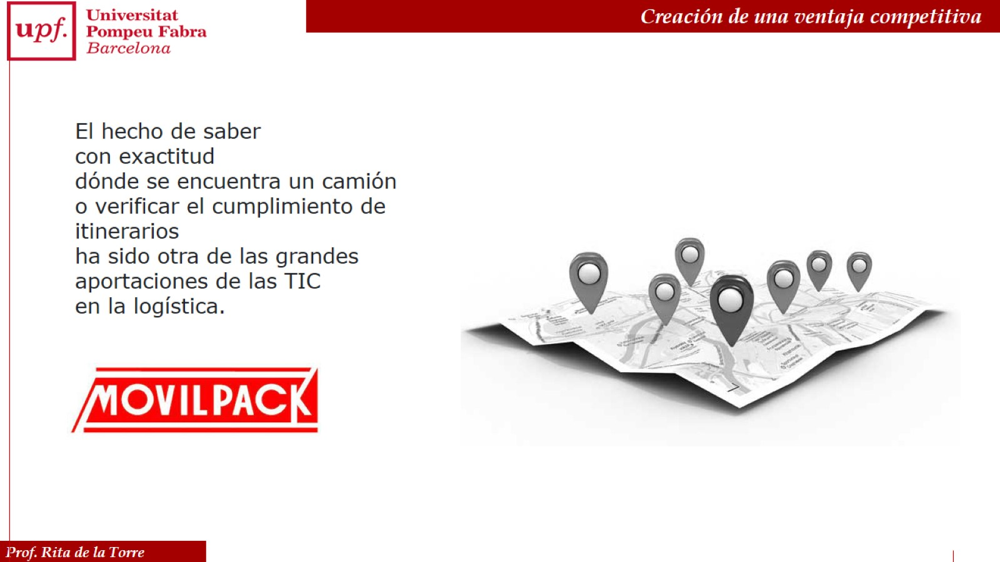 upf.
Universitat
Pompeu Fabra
Barcelona
Creación de una ventaja competitiva
El hecho de saber
con exactitud
dónde se encuentra un camión
o verificar el cumplimiento de
itinerarios
ha sido otra de las grandes
aportaciones de las TIC
en la logística.
MOVILPACK
Prof. Rita de la Torre